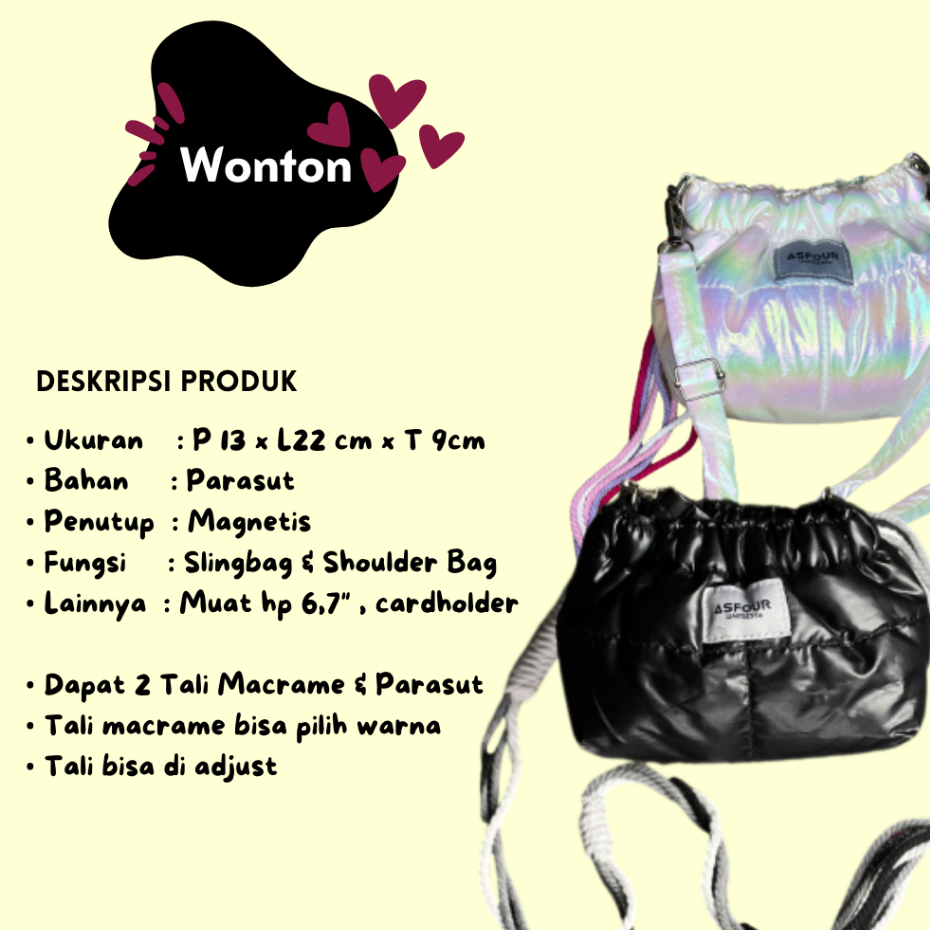 Wonton
ASFOUR
DESKRIPSI PRODUK
• Ukuran : P 13 x L22 cm x T 9cm
• Bahan : Parasut
• Penutup : Magnetis
• Fungsi : Slingbag & Shoulder Bag
• Lainnya : Muat hp 6,7" , cardholder
ASFOUR
• Dapat 2 Tali Macrame & Parasut
• Tali macrame bisa pilih warna
• Tali bisa di adjust